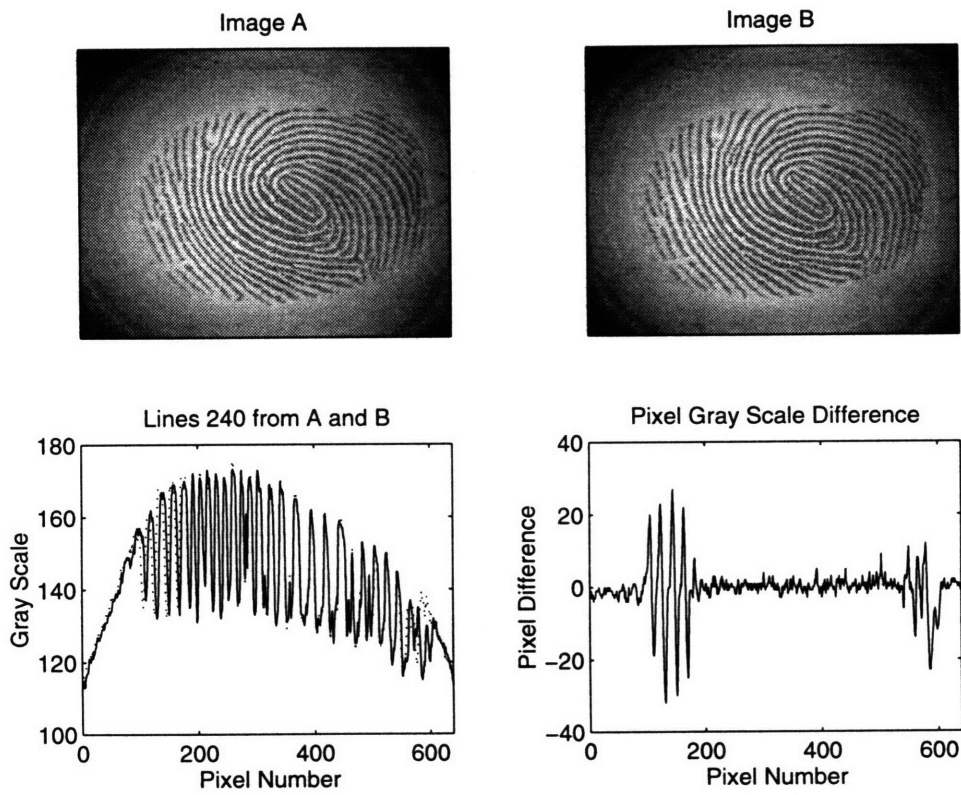 Image A
Image B
Lines 240 from A and B
180
160
140
120
100
Gray Scale
0
200
400
600
Pixel Number
Pixel Gray Scale Difference
40
20
0
−20
−40
Pixel Difference
0
200
400
600
Pixel Number